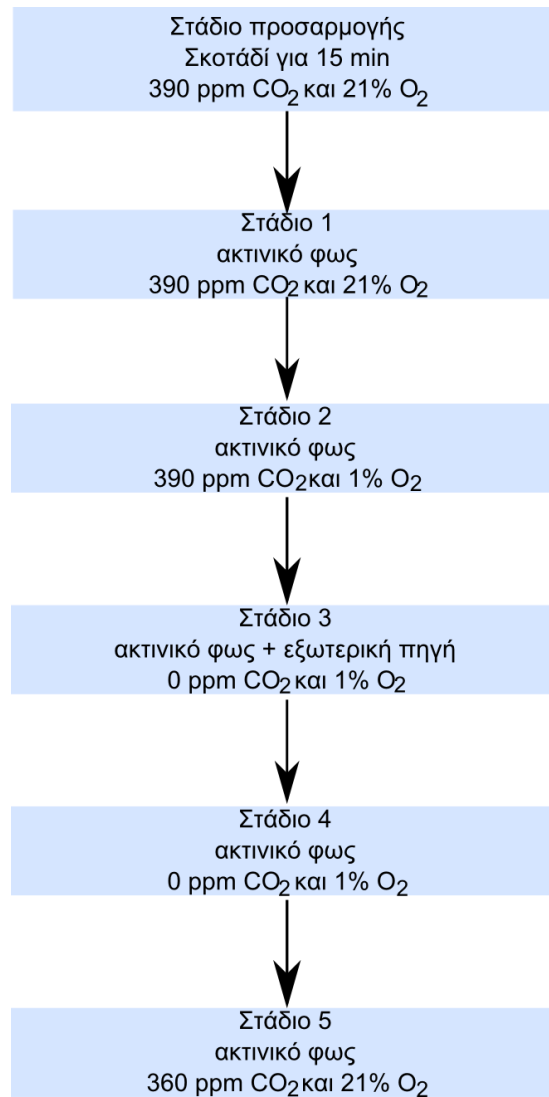 Στάδιο προσαρμογής
Σκοτάδί για 15 min
390 ppm CO2 και 21% O2
Στάδιο 1
ακτινικό φως
390 ppm CO2 και 21% O2
Στάδιο 2
ακτινικό φως
390 ppm CO2 και 1% O2
Στάδιο 3
ακτινικό φως + εξωτερική πηγή
0 ppm CO2 και 1% O2
Στάδιο 4
ακτινικό φως
0 ppm CO2 και 1% O2
Στάδιο 5
ακτινικό φως
360 ppm CO2 και 21% O2